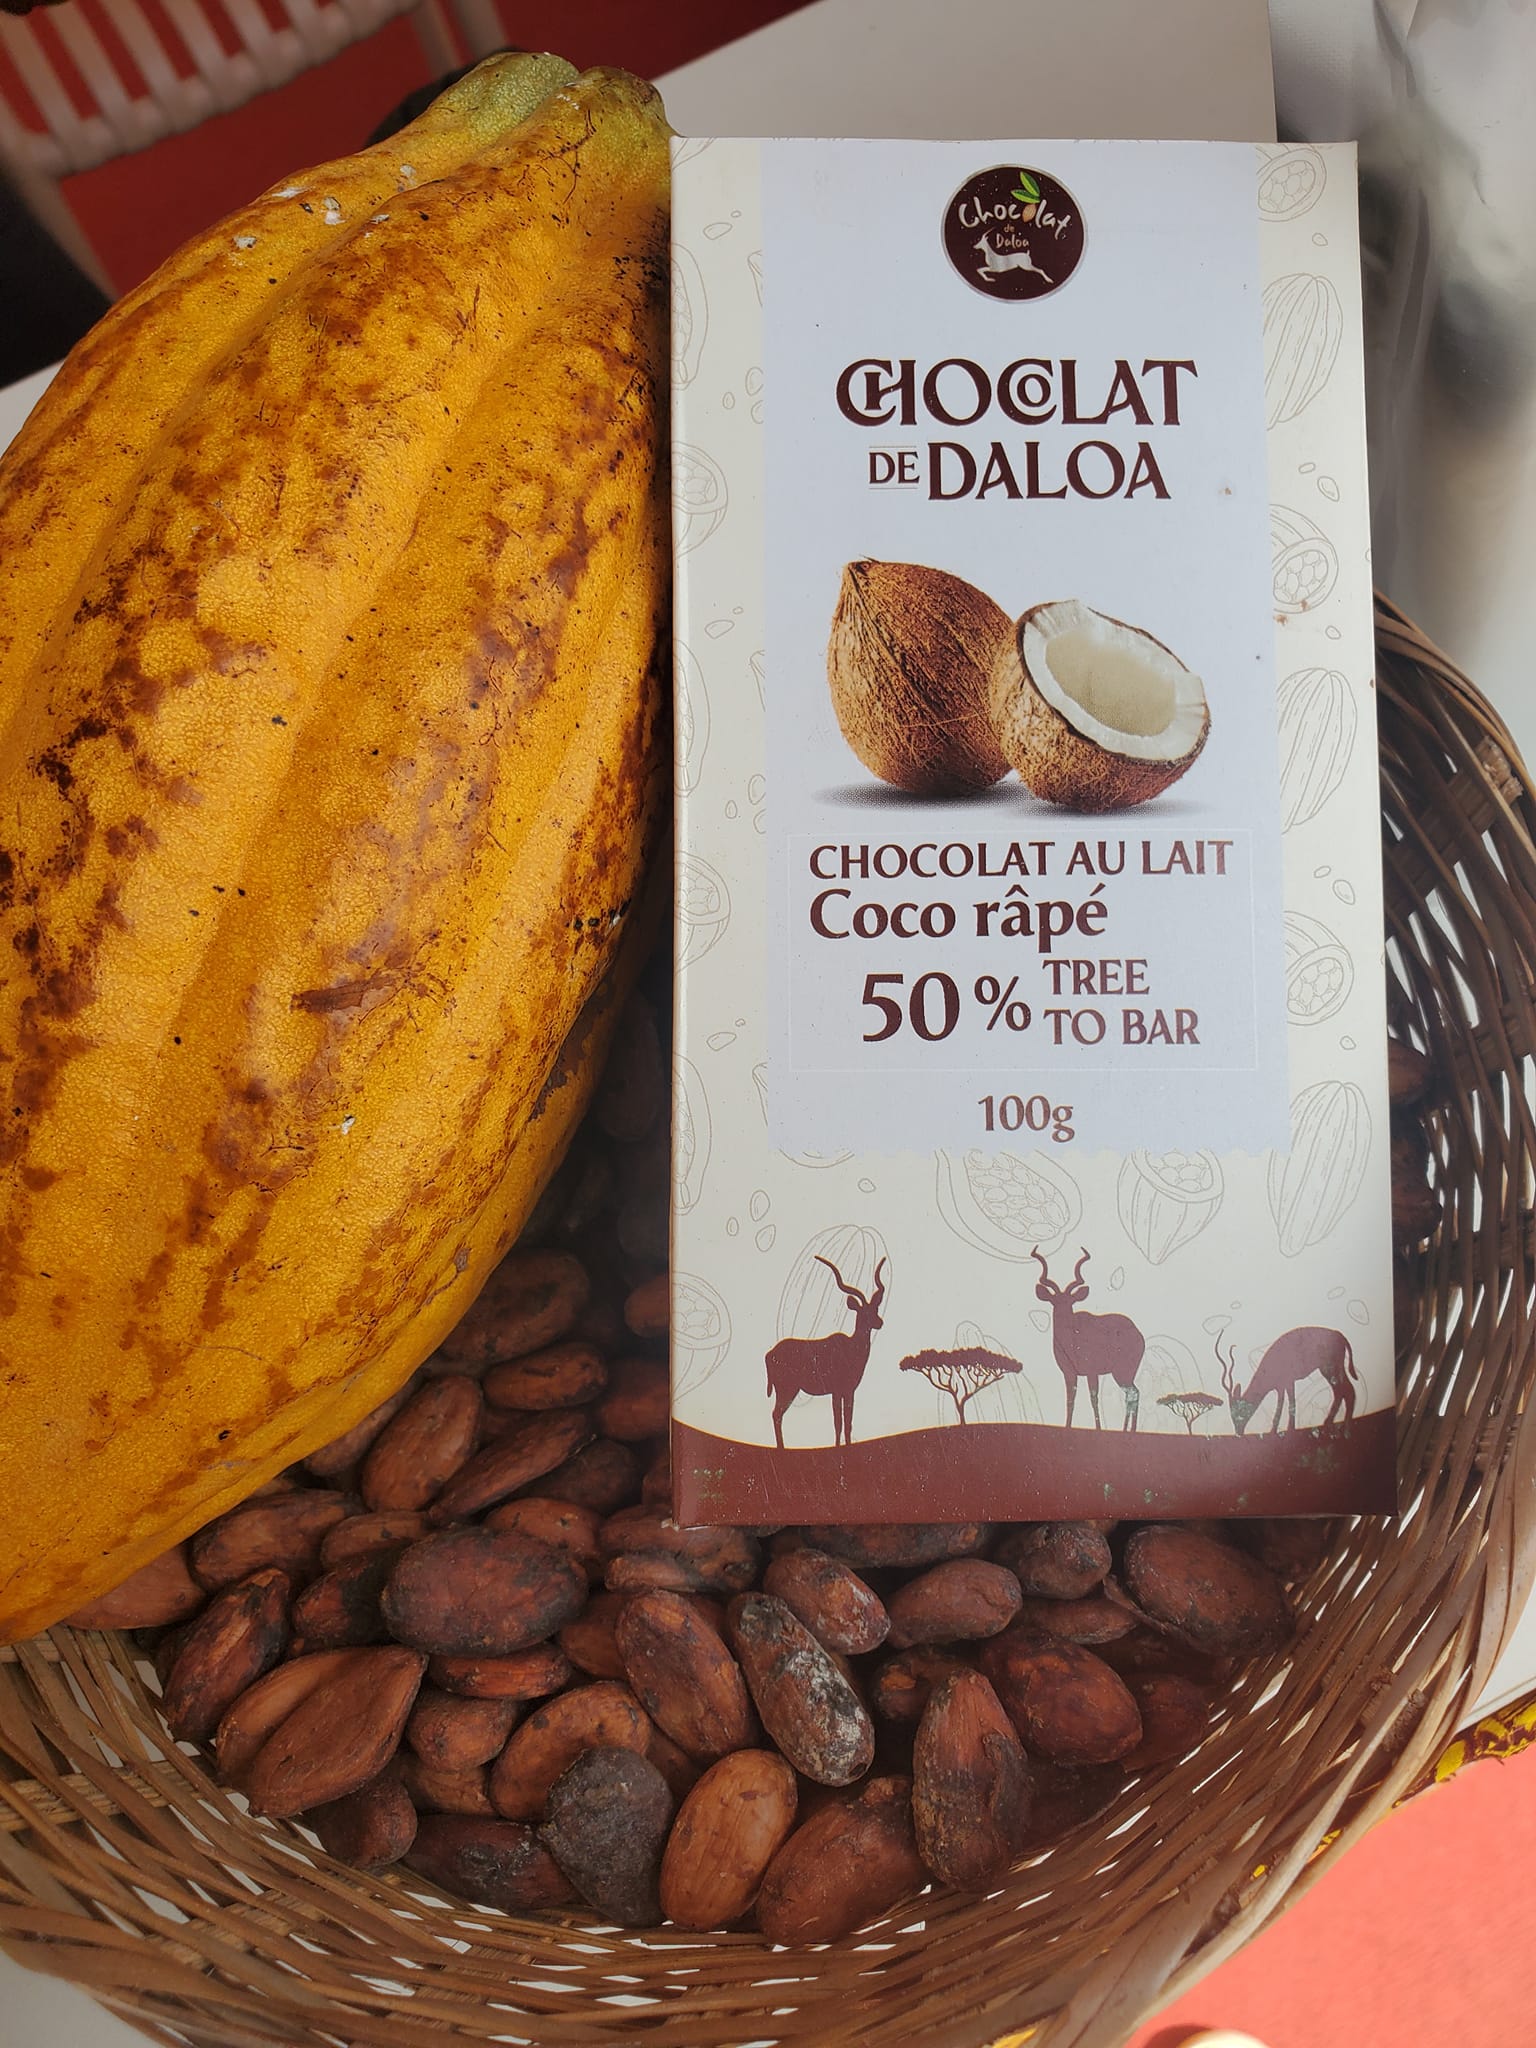 Chocolat
de
Daloa
CHOCOLAT
DE DALOA
CHOCOLAT AU LAIT
Coco râpé
50 % TREE
TO BAR
100g